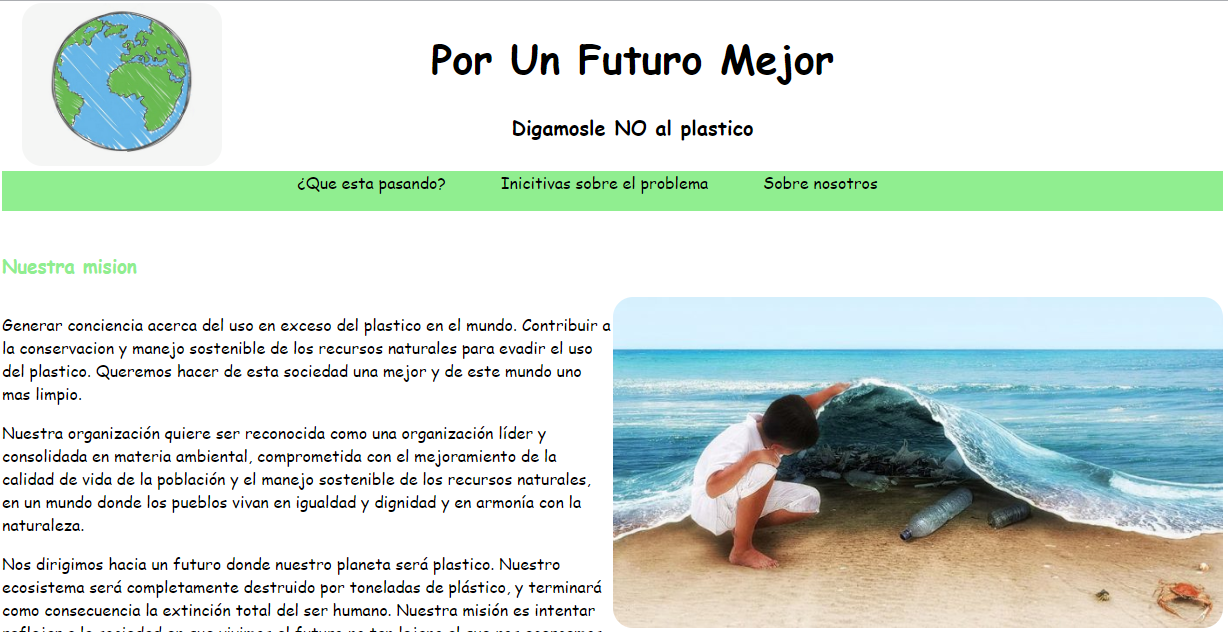 Por Un Futuro Mejor
Digamosle NO al plastico
¿Que esta pasando?
Inicitivas sobre el problema
Sobre nosotros
Nuestra mision
Generar conciencia acerca del uso en exceso del plastico en el mundo. Contribuir a
la conservacion y manejo sostenible de los recursos naturales para evadir el uso
del plastico. Queremos hacer de esta sociedad una mejor y de este mundo uno
mas limpio.
Nuestra organización quiere ser reconocida como una organización líder y
consolidada en materia ambiental, comprometida con el mejoramiento de la
calidad de vida de la población y el manejo sostenible de los recursos naturales,
en un mundo donde los pueblos vivan en igualdad y dignidad y en armonía con la
naturaleza.
Nos dirigimos hacia un futuro donde nuestro planeta será plastico. Nuestro
ecosistema será completamente destruido por toneladas de plástico, y terminará
como consecuencia la extinción total del ser humano. Nuestra misión es intentar